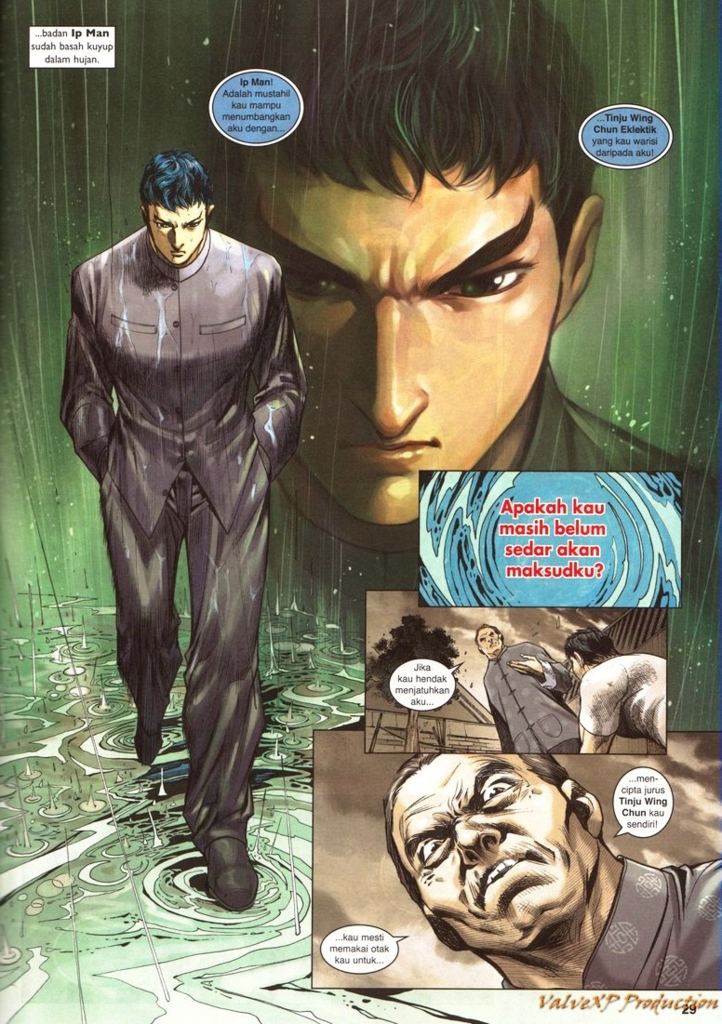 ...badan Ip Man
sudah basah kuyup
dalam hujan.
Ip Man!
Adalah mustahil
kau mampu
menumbangkan
aku dengan...
...Tinju Wing
Chun Eklektik
yang kau warisi
daripada aku!
Apakah kau
masih belum
sedar akan
maksudku?
Jika
kau hendak
menjatuhkan
aku...
...men-
cipta jurus
Tinju Wing
Chun kau
sendiri!
...kau mesti
memakai otak
kau untuk...
ValveXP Production
29